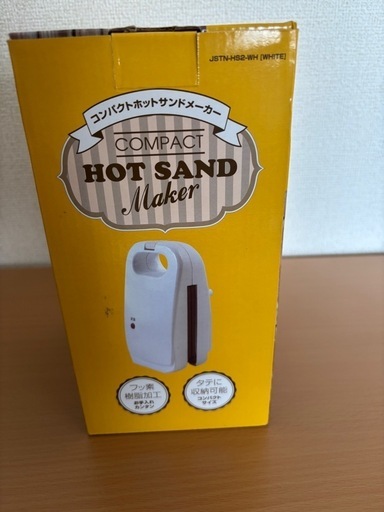 JSTN-HS2-WH [WHITE]
コンパクトホットサンドメーカー
COMPACT
HOT SAND
Maker
フッ素
樹脂加工
お手入れ
カンタン
タテに
収納可能
コンパクト
サイズ